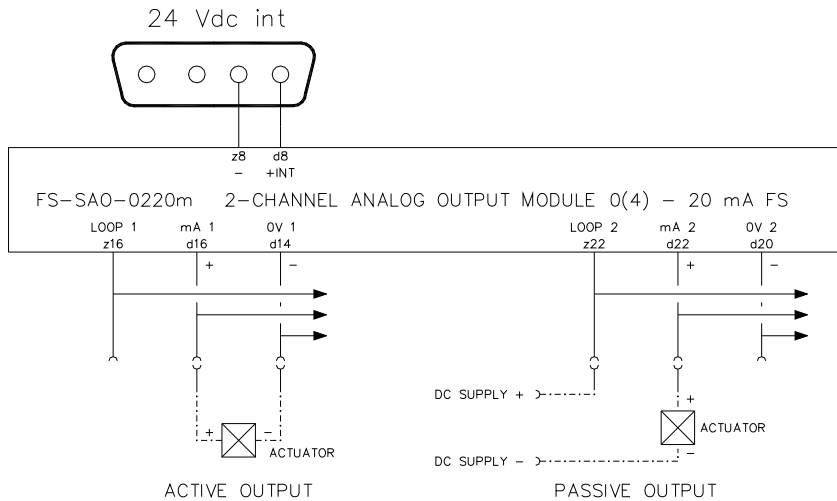 24 Vdc int
z8 d8
- +INT
FS-SAO-0220m 2-CHANNEL ANALOG OUTPUT MODULE 0(4) - 20 mA FS
LOOP 1 mA 1 0V 1 LOOP 2 mA 2 0V 2
z16 d16 d14 z22 d22 d20
+ - + -
DC SUPPLY + +
+ - ACTUATOR
ACTUATOR -
DC SUPPLY -
ACTIVE OUTPUT PASSIVE OUTPUT